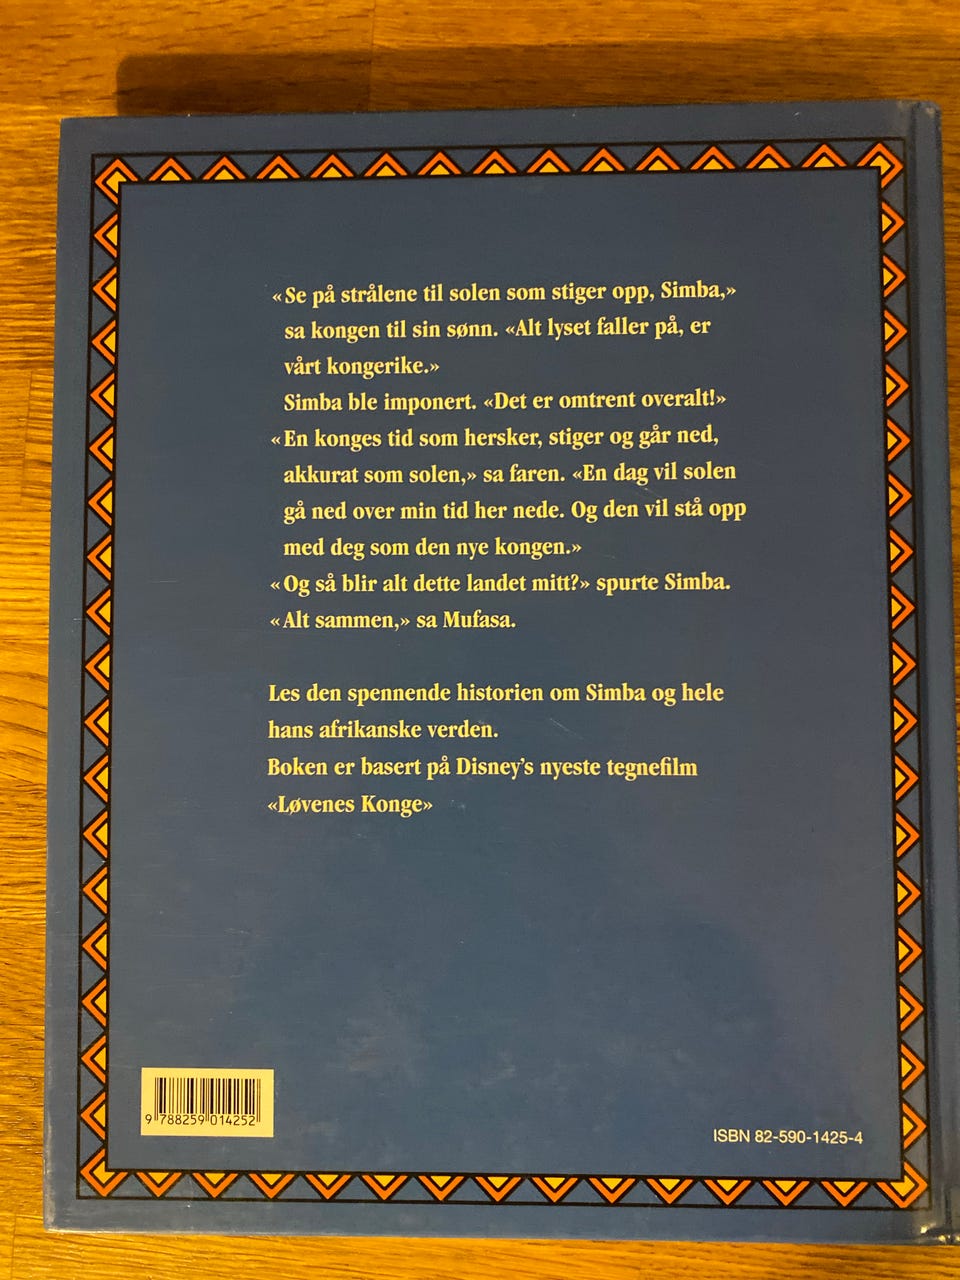 «Se på strålene til solen som stiger opp, Simba,»
sa kongen til sin sønn. «Alt lyset faller på, er
vårt kongerike.»
Simba ble imponert. «Det er omtrent overalt!»
«En konges tid som hersker, stiger og går ned,
akkurat som solen,» sa faren. «En dag vil solen
gå ned over min tid her nede. Og den vil stå opp
med deg som den nye kongen.»
«Og så blir alt dette landet mitt?» spurte Simba.
«Alt sammen,» sa Mufasa.
Les den spennende historien om Simba og hele
hans afrikanske verden.
Boken er basert på Disney's nyeste tegnefilm
«Løvenes Konge»
9 788259 014252
ISBN 82-590-1425-4